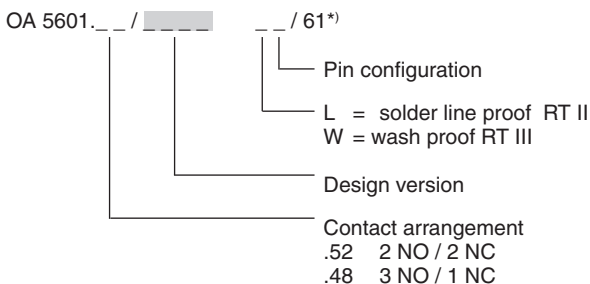 OA 5601._ _ / _ _ _ _ _ _ / 61*)
Pin configuration
L = solder line proof RT II
W = wash proof RT III
Design version
Contact arrangement
.52 2 NO / 2 NC
.48 3 NO / 1 NC